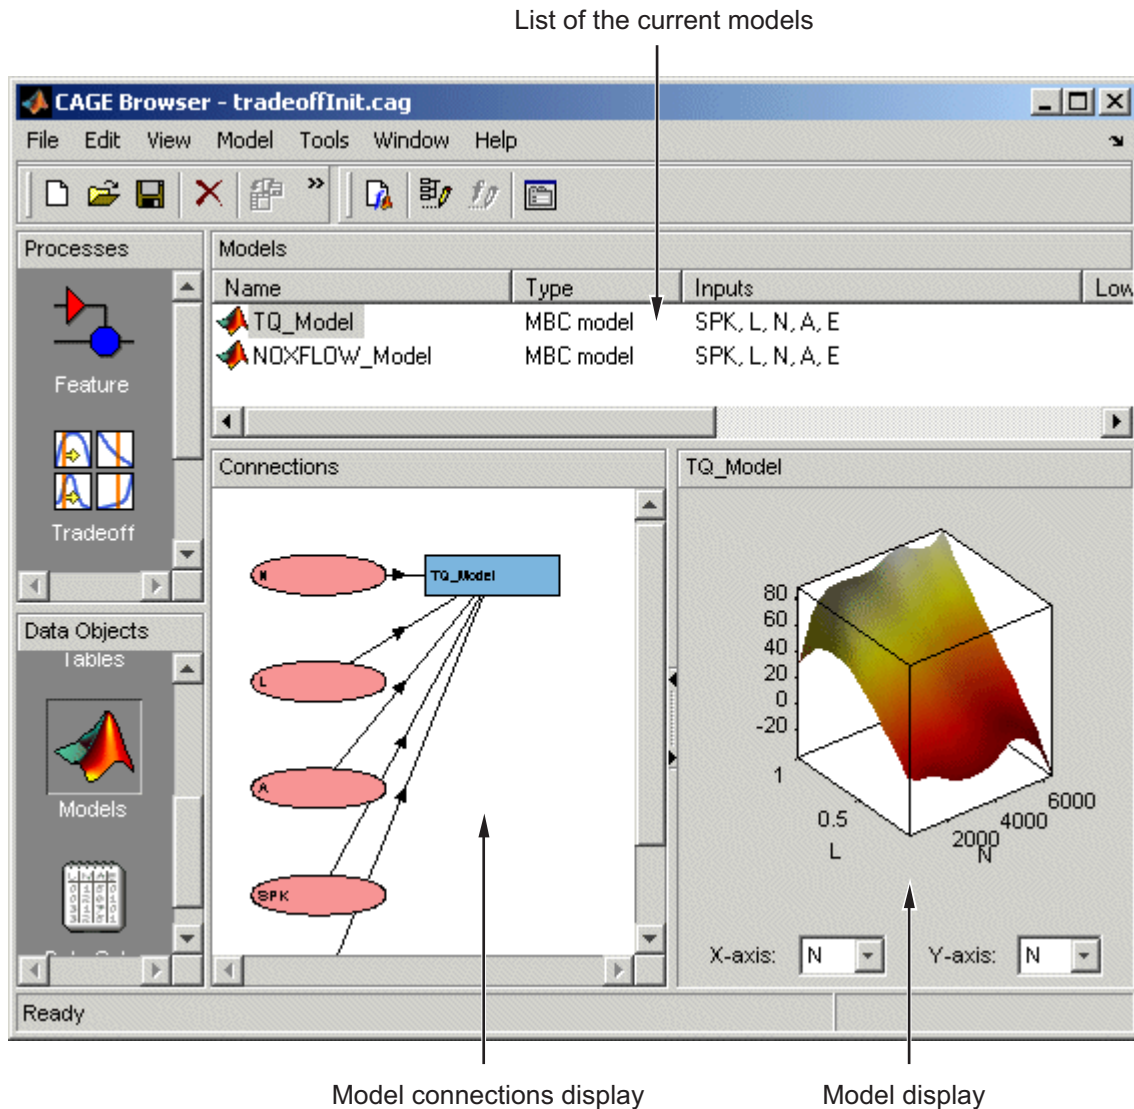 List of the current models
CAGE Browser - tradeoffInit.cag
File Edit View Model Tools Window Help
»
Processes
Models
Name Type Inputs Low
TQ_Model MBC model SPK, L, N, A, E
NOXFLOW_Model MBC model SPK, L, N, A, E
Feature
Tradeoff
Connections
TQ_Model
N
TQ_Model
L
A
SPK
80
60
40
20
0
-20
1
0.5
L
2000
4000
6000
N
X-axis: N Y-axis: N
Data Objects
Tables
Models
Ready
Model connections display
Model display